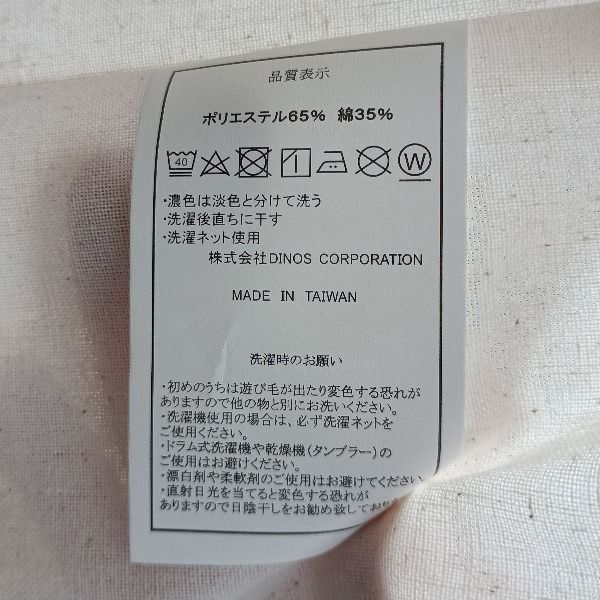 品質表示
ポリエステル65% 綿35%
40 W
・濃色は淡色と分けて洗う
・洗濯後直ちに干す
・洗濯ネット使用
株式会社DINOS CORPORATION
MADE IN TAIWAN
洗濯時のお願い
・初めのうちは遊び毛が出たり変色する恐れが
ありますので他の物と別にお洗いください。
・洗濯機使用の場合は、必ず洗濯ネットを
ご使用ください。
・ドラム式洗濯機や乾燥機(タンブラー)の
ご使用はお避けください。
・漂白剤や柔軟剤のご使用はお避けください
・直射日光を当てると変色する恐れが
ありますので日陰干しをお勧め致してお